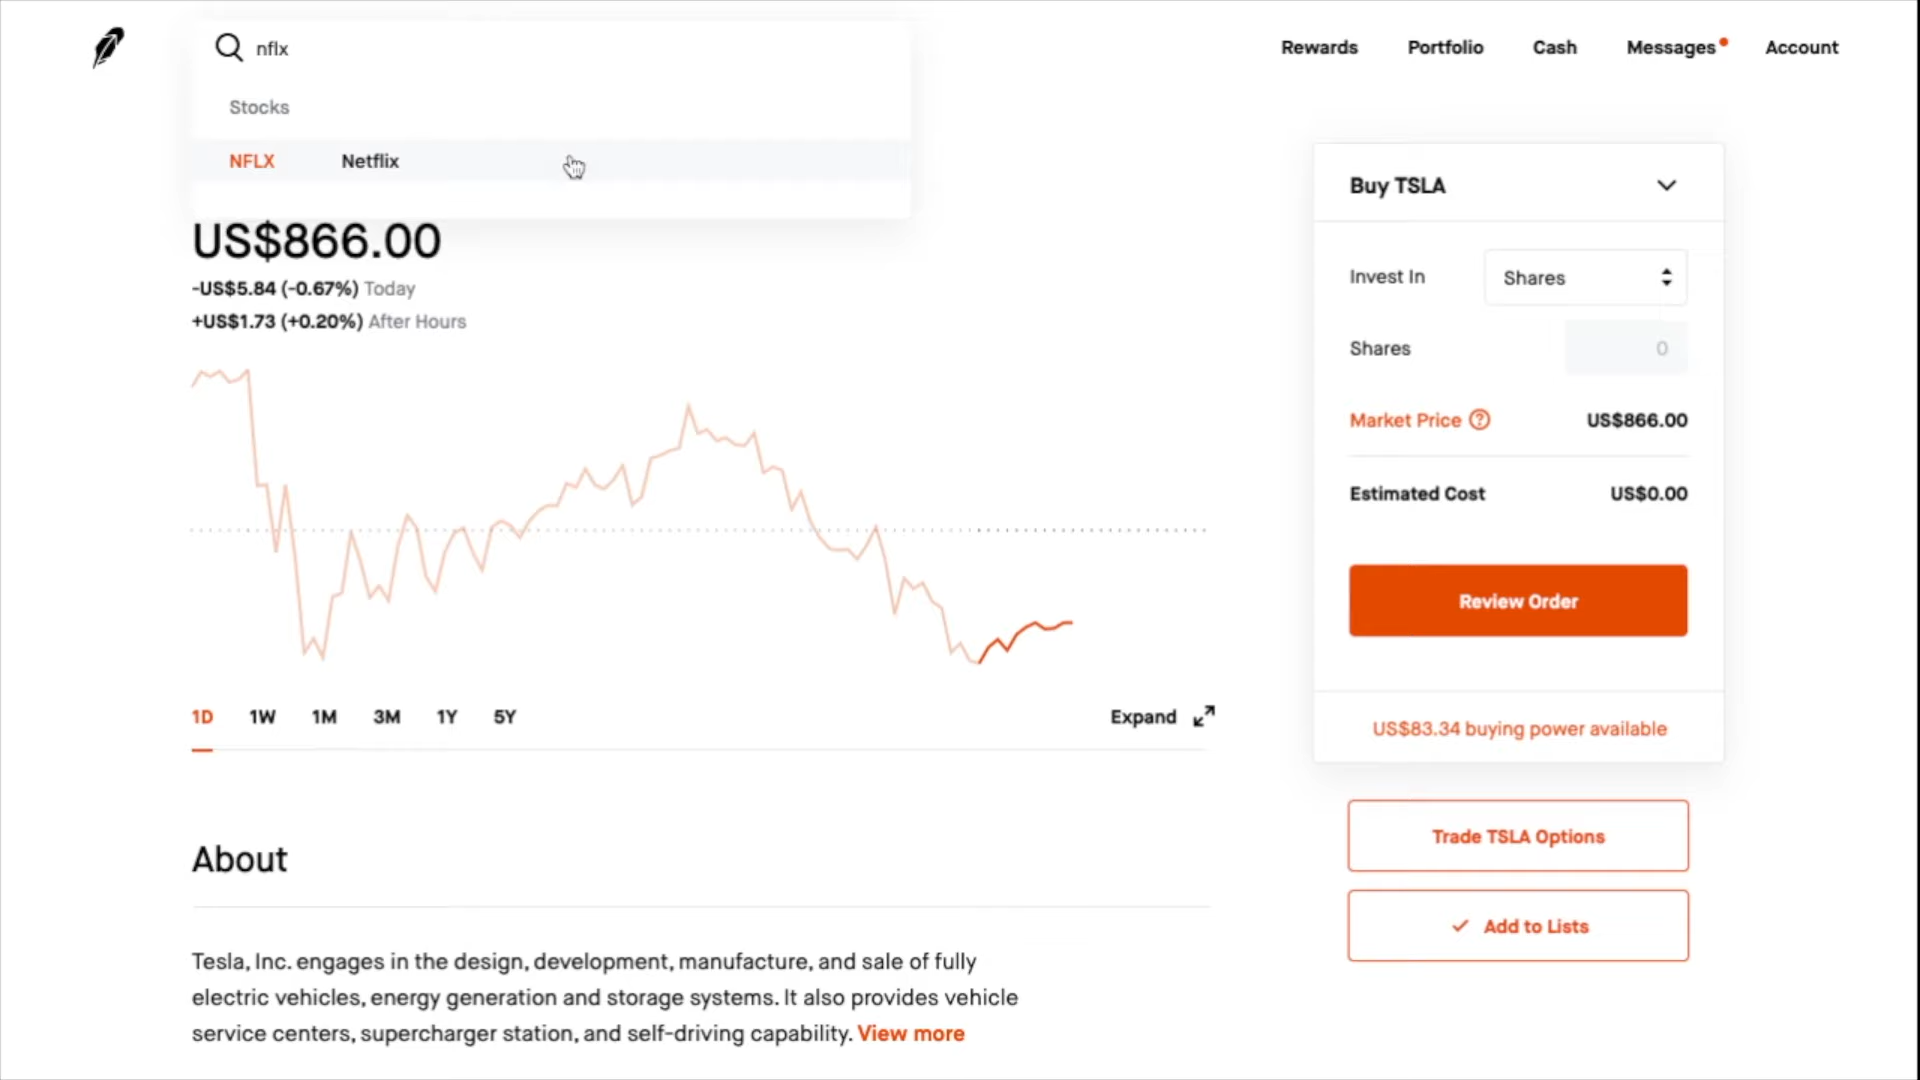 nflx
Rewards
Portfolio
Cash
Messages
Account
Stocks
NFLX Netflix
US$866.00
-US$5.84 (-0.67%) Today
+US$1.73 (+0.20%) After Hours
1D 1W 1M 3M 1Y 5Y
Expand
About
Tesla, Inc. engages in the design, development, manufacture, and sale of fully
electric vehicles, energy generation and storage systems. It also provides vehicle
service centers, supercharger station, and self-driving capability. View more
Buy TSLA
Invest In Shares
Shares 0
Market Price ? US$866.00
Estimated Cost US$0.00
Review Order
US$83.34 buying power available
Trade TSLA Options
Add to Lists